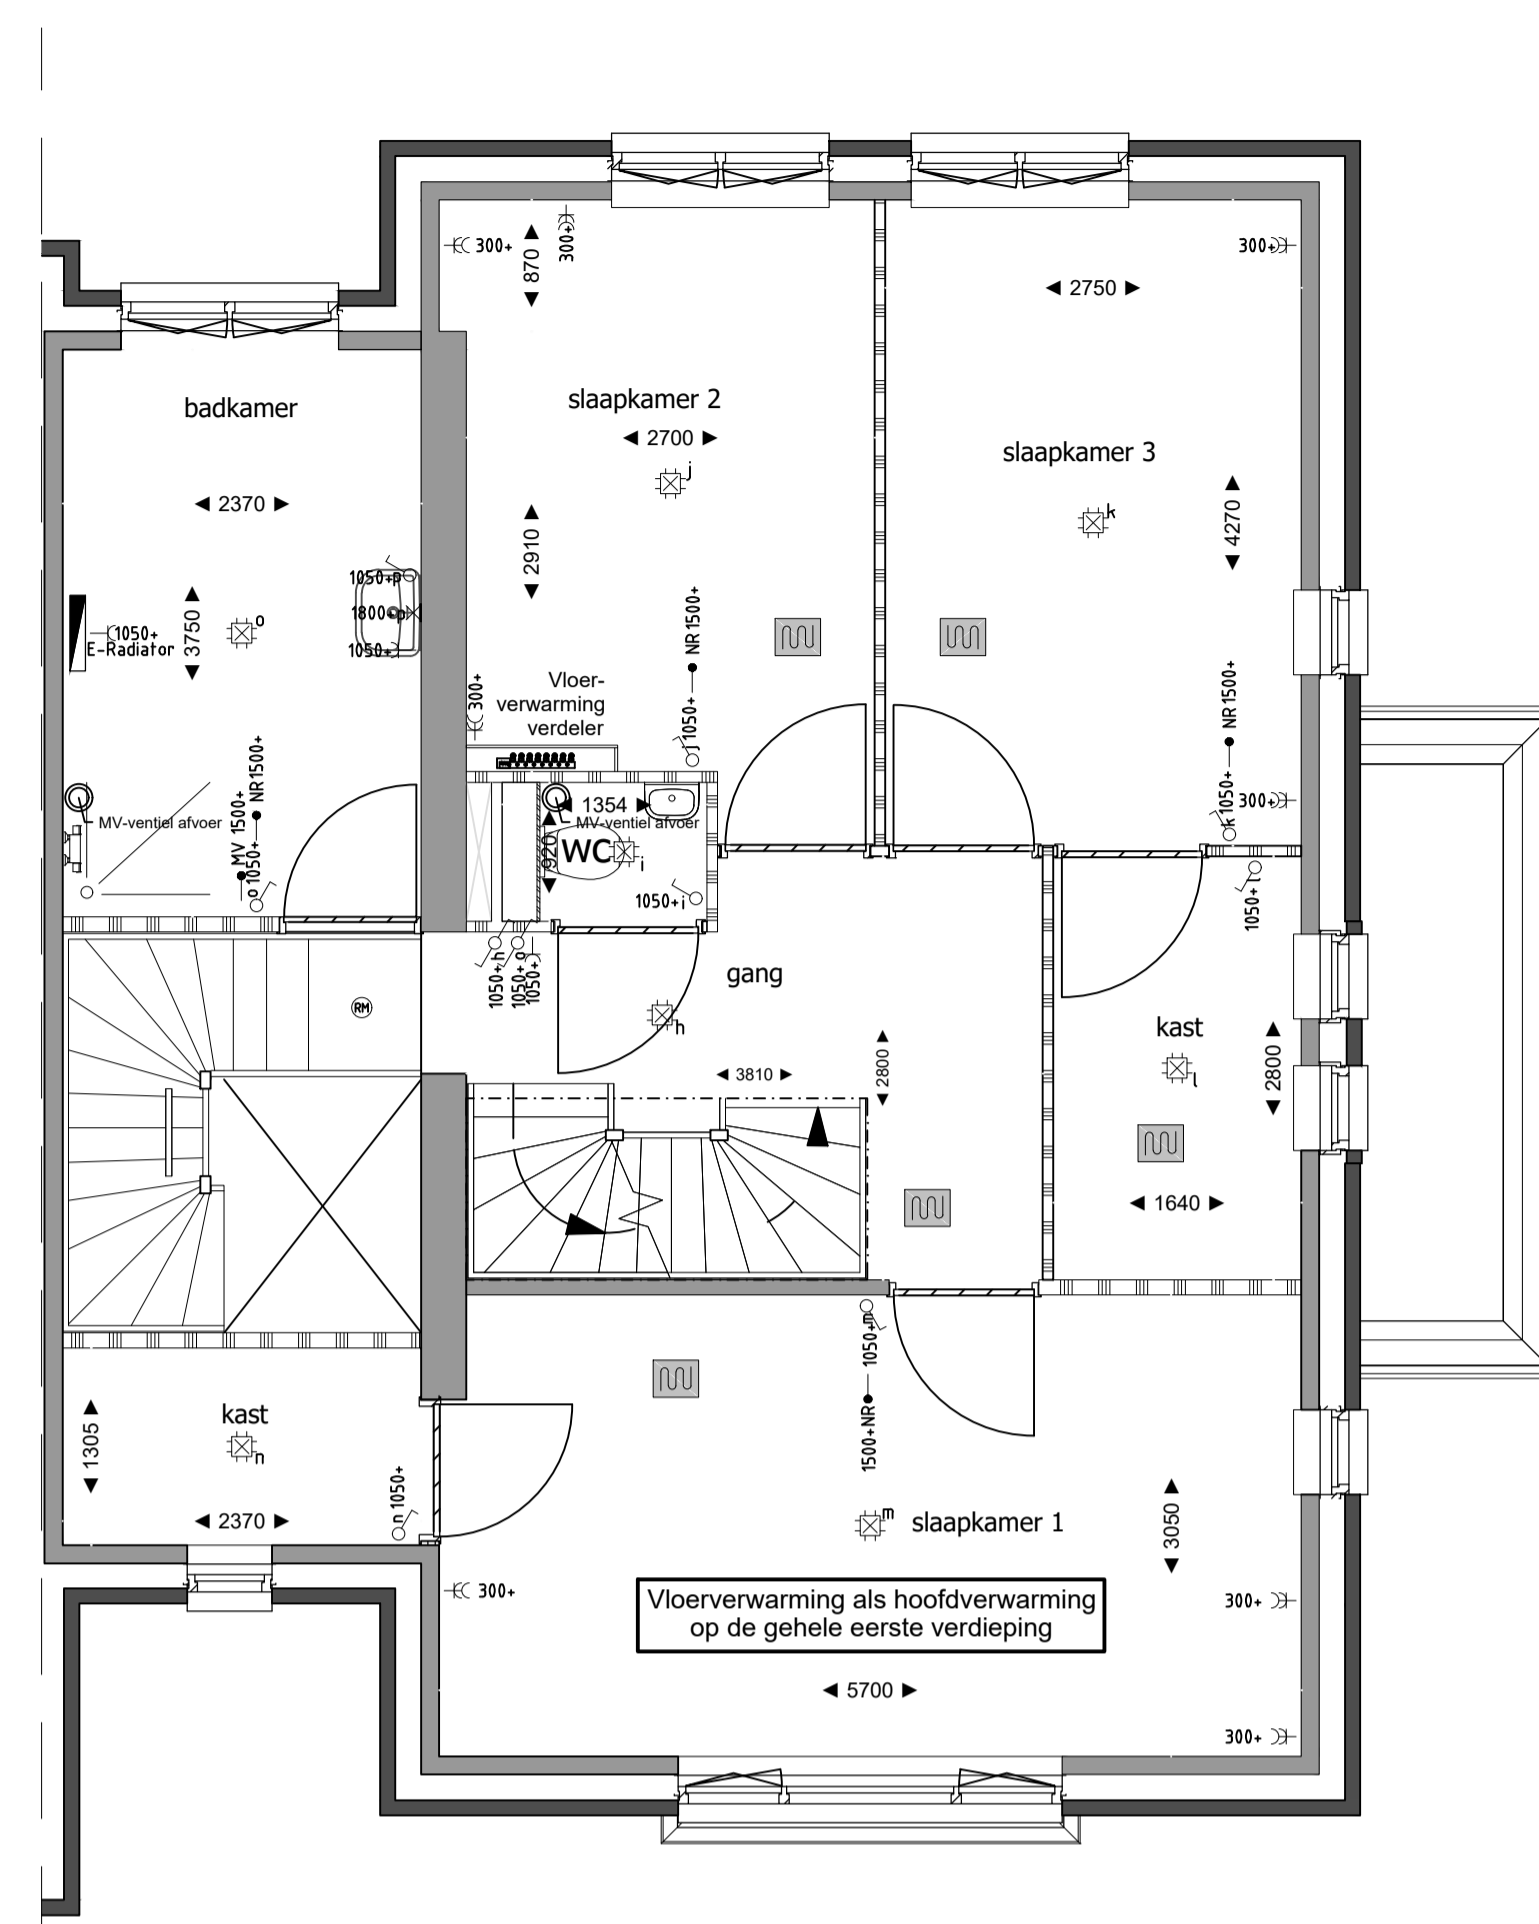 300+
300+
◄ 870 ►
300+
◄ 2750 ►
badkamer
slaapkamer 2
◄ 2700 ►
j
slaapkamer 3
k
◄ 2370 ►
◄ 2910 ►
◄ 4270 ►
1050+p
1800+p
1050+
1050+
E-Radiator
◄ 3750 ►
o
300+
Vloer-
verwarming
verdeler
j 1050+
NR 1500+
k 1050+
NR 1500+
300+
MV-ventiel afvoer
MV 1500+
o 1050+
NR 1500+
◄ 1354 ►
MV-ventiel afvoer
◄ 920 ►
WC
i
1050+i
1050+ l
1050+ h
1050+ o
1050+
gang
h
RM
kast
l
◄ 3810 ►
◄ 2800 ►
◄ 2800 ►
◄ 1640 ►
1500+NR
1050+m
kast
n
◄ 1305 ►
◄ 2370 ►
n 1050+
m
slaapkamer 1
◄ 3050 ►
300+
Vloerverwarming als hoofdverwarming
op de gehele eerste verdieping
300+
◄ 5700 ►
300+